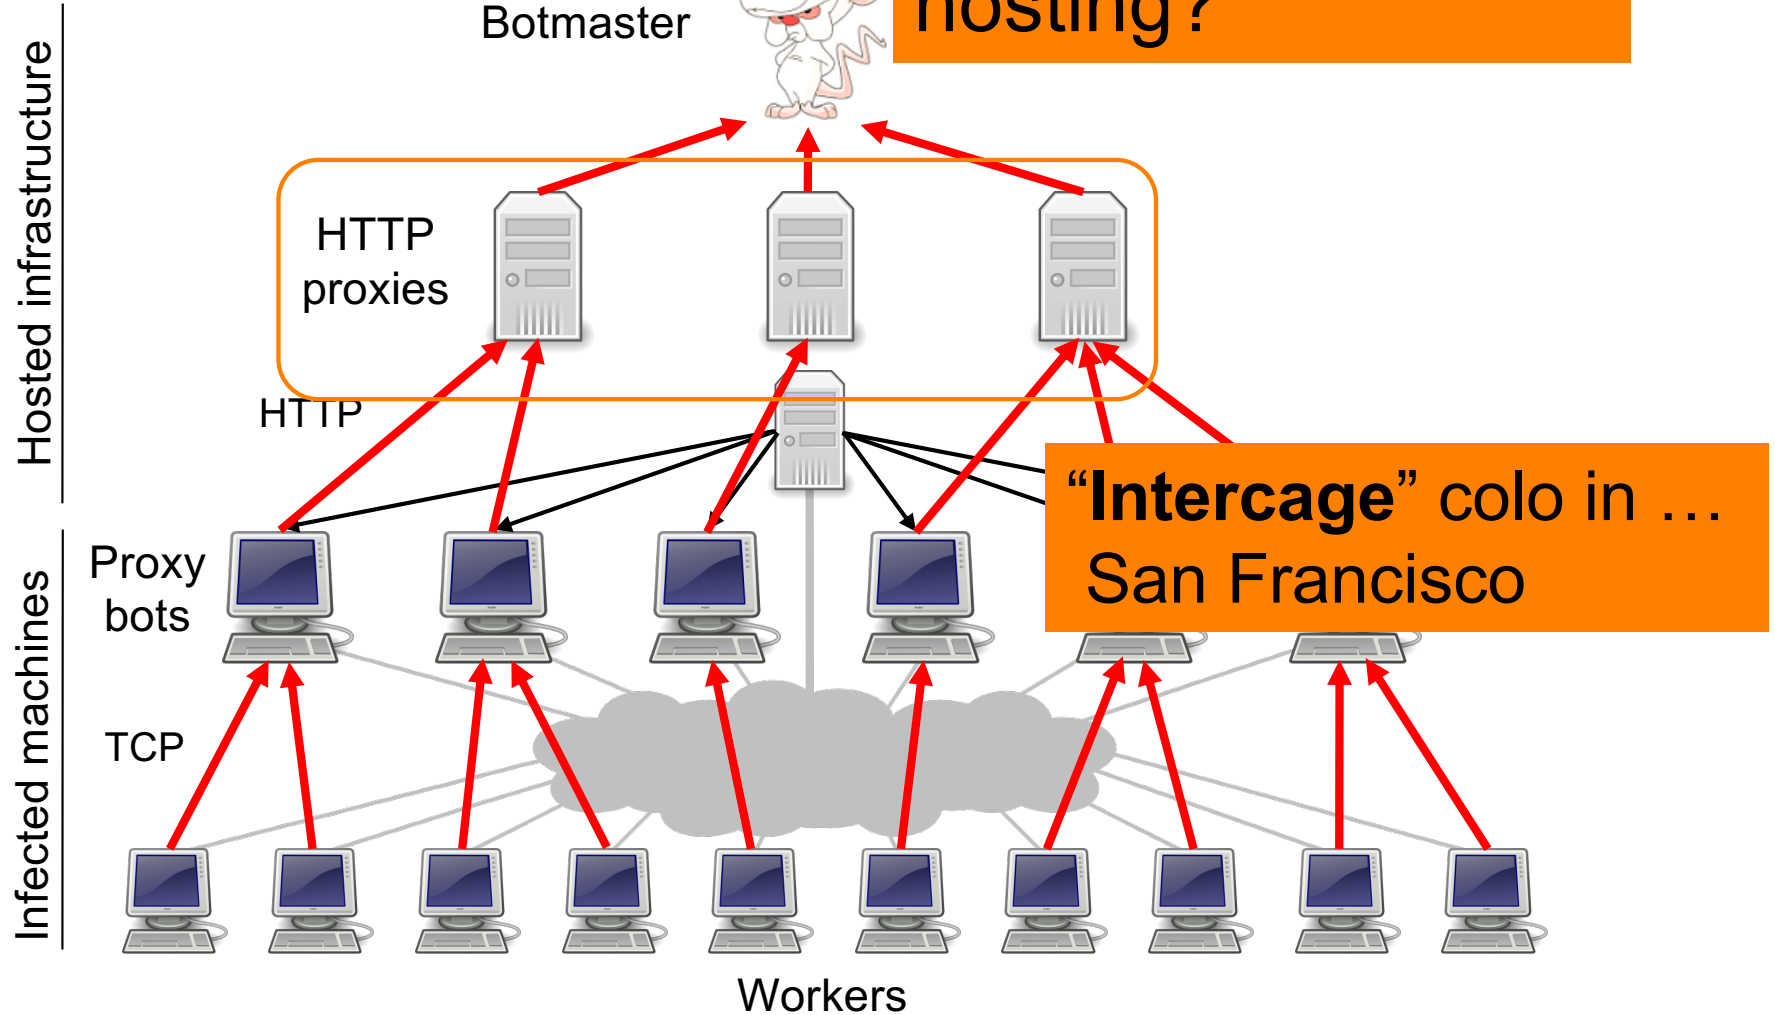 hosting?
Botmaster
Hosted infrastructure
HTTP
proxies
HTTP
“Intercage” colo in …
San Francisco
Proxy
bots
Infected machines
TCP
Workers